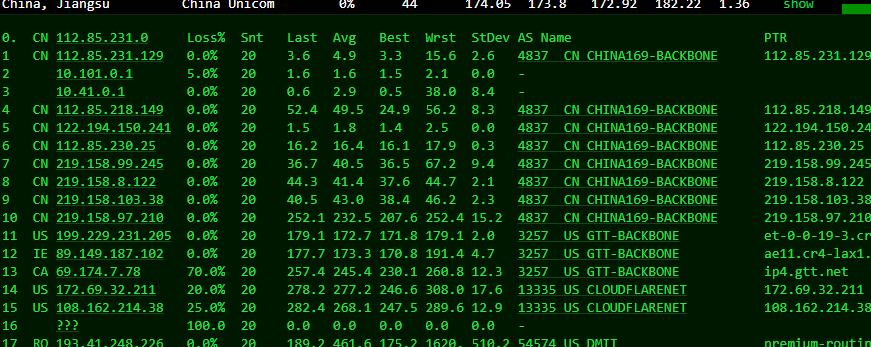 China, Jiangsu China Unicom 0% 44 174.05 173.8 172.92 182.22 1.36 show
0. CN 112.85.231.0 Loss% Snt Last Avg Best Wrst StDev AS Name PTR
1 CN 112.85.231.129 0.0% 20 3.6 4.9 3.3 15.6 2.6 4837 CN CHINA169-BACKBONE 112.85.231.129
2 10.101.0.1 5.0% 20 1.6 1.6 1.5 2.1 0.0 -
3 10.41.0.1 0.0% 20 0.6 2.9 0.5 38.0 8.4 -
4 CN 112.85.218.149 0.0% 20 52.4 49.5 24.9 56.2 8.3 4837 CN CHINA169-BACKBONE 112.85.218.149
5 CN 122.194.150.241 0.0% 20 1.5 1.8 1.4 2.5 0.0 4837 CN CHINA169-BACKBONE 122.194.150.24
6 CN 112.85.230.25 0.0% 20 16.2 16.4 16.1 17.9 0.3 4837 CN CHINA169-BACKBONE 112.85.230.25
7 CN 219.158.99.245 0.0% 20 36.7 40.5 36.5 67.2 9.4 4837 CN CHINA169-BACKBONE 219.158.99.245
8 CN 219.158.8.122 0.0% 20 44.3 41.4 37.6 44.7 2.1 4837 CN CHINA169-BACKBONE 219.158.8.122
9 CN 219.158.103.38 0.0% 20 40.5 43.0 38.4 46.2 2.3 4837 CN CHINA169-BACKBONE 219.158.103.38
10 CN 219.158.97.210 0.0% 20 252.1 232.5 207.6 252.4 15.2 4837 CN CHINA169-BACKBONE 219.158.97.210
11 US 199.229.231.205 0.0% 20 179.1 172.7 171.8 179.1 2.0 3257 US GTT-BACKBONE et-0-0-19-3.cr
12 IE 89.149.187.102 0.0% 20 177.7 173.3 170.8 191.4 4.7 3257 US GTT-BACKBONE ae11.cr4-lax1.
13 CA 69.174.7.78 70.0% 20 257.4 245.4 230.1 260.8 12.3 3257 US GTT-BACKBONE ip4.gtt.net
14 US 172.69.32.211 20.0% 20 278.2 277.2 246.6 308.0 17.6 13335 US CLOUDFLARENET 172.69.32.211
15 US 108.162.214.38 25.0% 20 282.4 268.1 247.5 289.6 12.9 13335 US CLOUDFLARENET 108.162.214.38
16 ??? 100.0 20 0.0 0.0 0.0 0.0 0.0 -
17 RO 193.41.248.226 0.0% 20 189.2 461.6 175.2 1620. 510.2 54574 US DMIT premium-routin